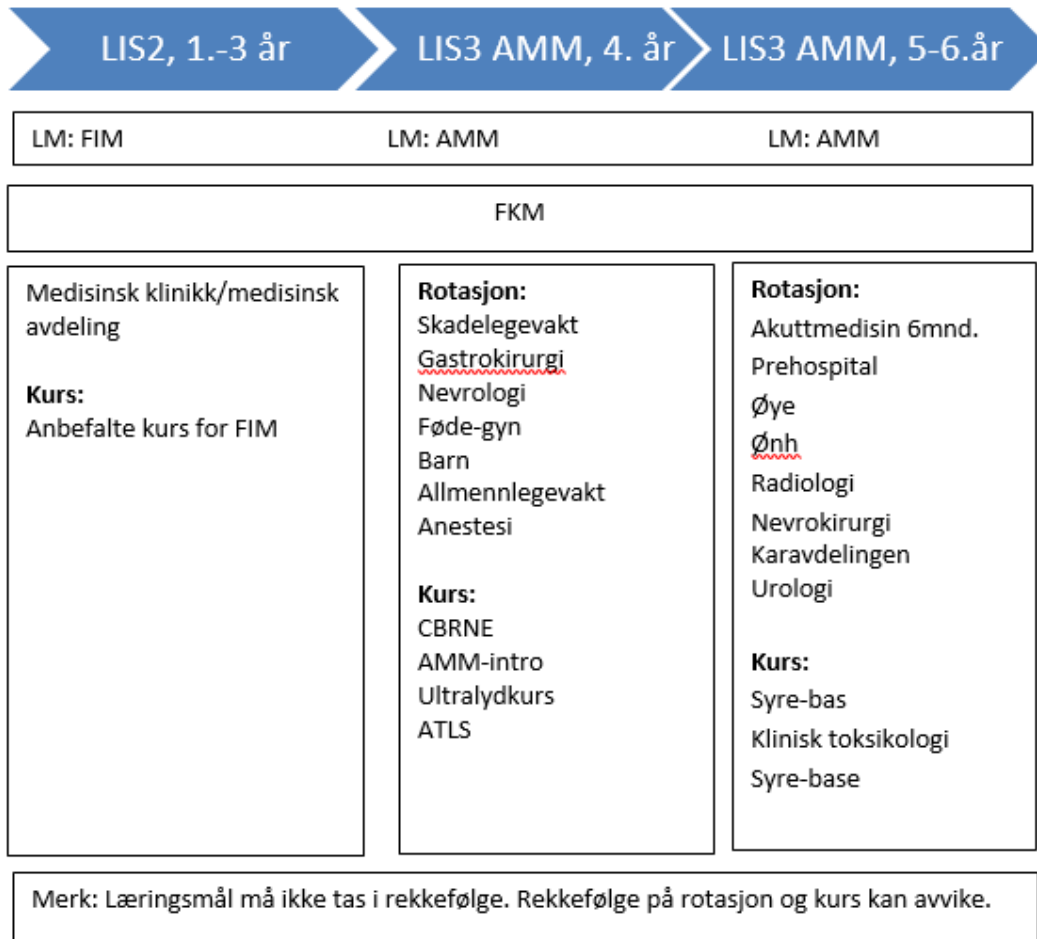 LIS2, 1.-3 år
LIS3 AMM, 4. år
LIS3 AMM, 5-6.år
LM: FIM
LM: AMM
LM: AMM
FKM
Medisinsk klinikk/medisinsk
avdeling
Kurs:
Anbefalte kurs for FIM
Rotasjon:
Skadelegevakt
Gastrokirurgi
Nevrologi
Føde-gyn
Barn
Allmennlegevakt
Anestesi
Kurs:
CBRNE
AMM-intro
Ultralydkurs
ATLS
Rotasjon:
Akuttmedisin 6mnd.
Prehospital
Øye
Ønh
Radiologi
Nevrokirurgi
Karavdelingen
Urologi
Kurs:
Syre-bas
Klinisk toksikologi
Syre-base
Merk: Læringsmål må ikke tas i rekkefølge. Rekkefølge på rotasjon og kurs kan avvike.